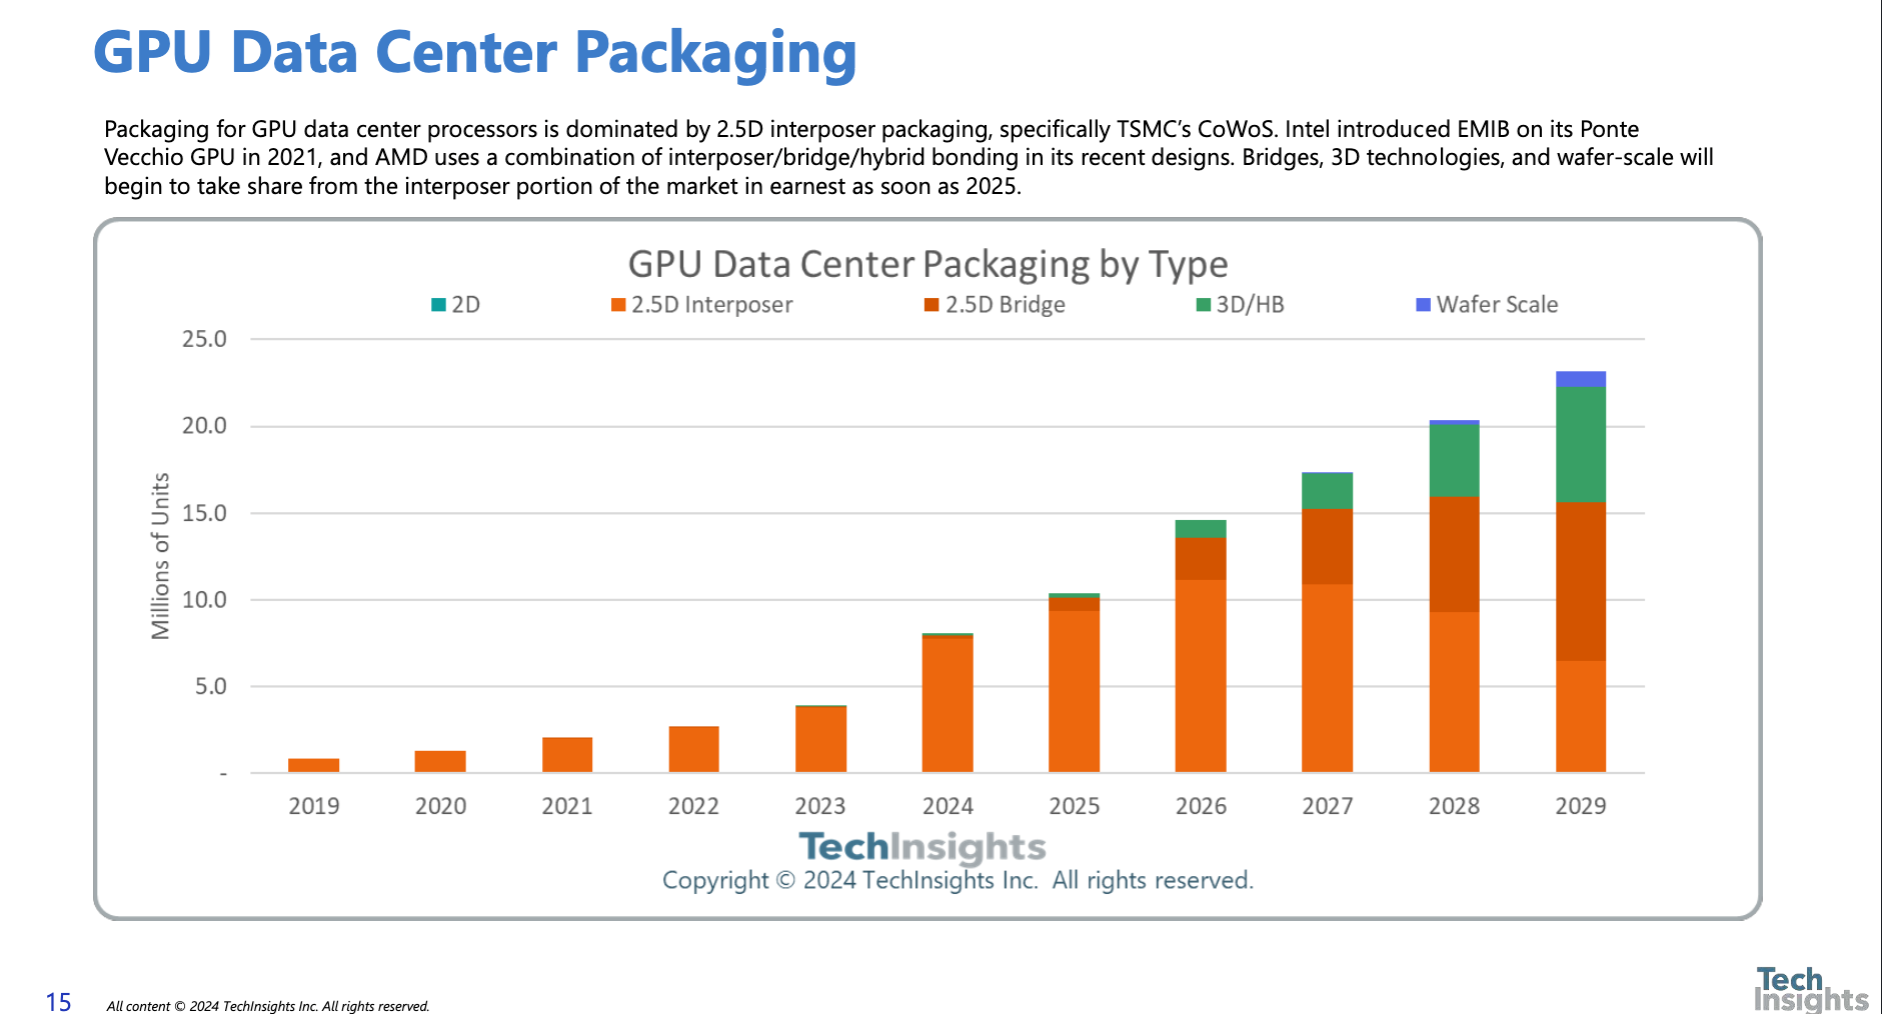 GPU Data Center Packaging
Packaging for GPU data center processors is dominated by 2.5D interposer packaging, specifically TSMC’s CoWoS. Intel introduced EMIB on its Ponte
Vecchio GPU in 2021, and AMD uses a combination of interposer/bridge/hybrid bonding in its recent designs. Bridges, 3D technologies, and wafer-scale will
begin to take share from the interposer portion of the market in earnest as soon as 2025.
GPU Data Center Packaging by Type
2D 2.5D Interposer 2.5D Bridge 3D/HB Wafer Scale
25.0
20.0
15.0
10.0
5.0
-
Millions of Units
2019 2020 2021 2022 2023 2024 2025 2026 2027 2028 2029
TechInsights
Copyright © 2024 TechInsights Inc. All rights reserved.
15 All content © 2024 TechInsights Inc. All rights reserved.
Tech
Insights